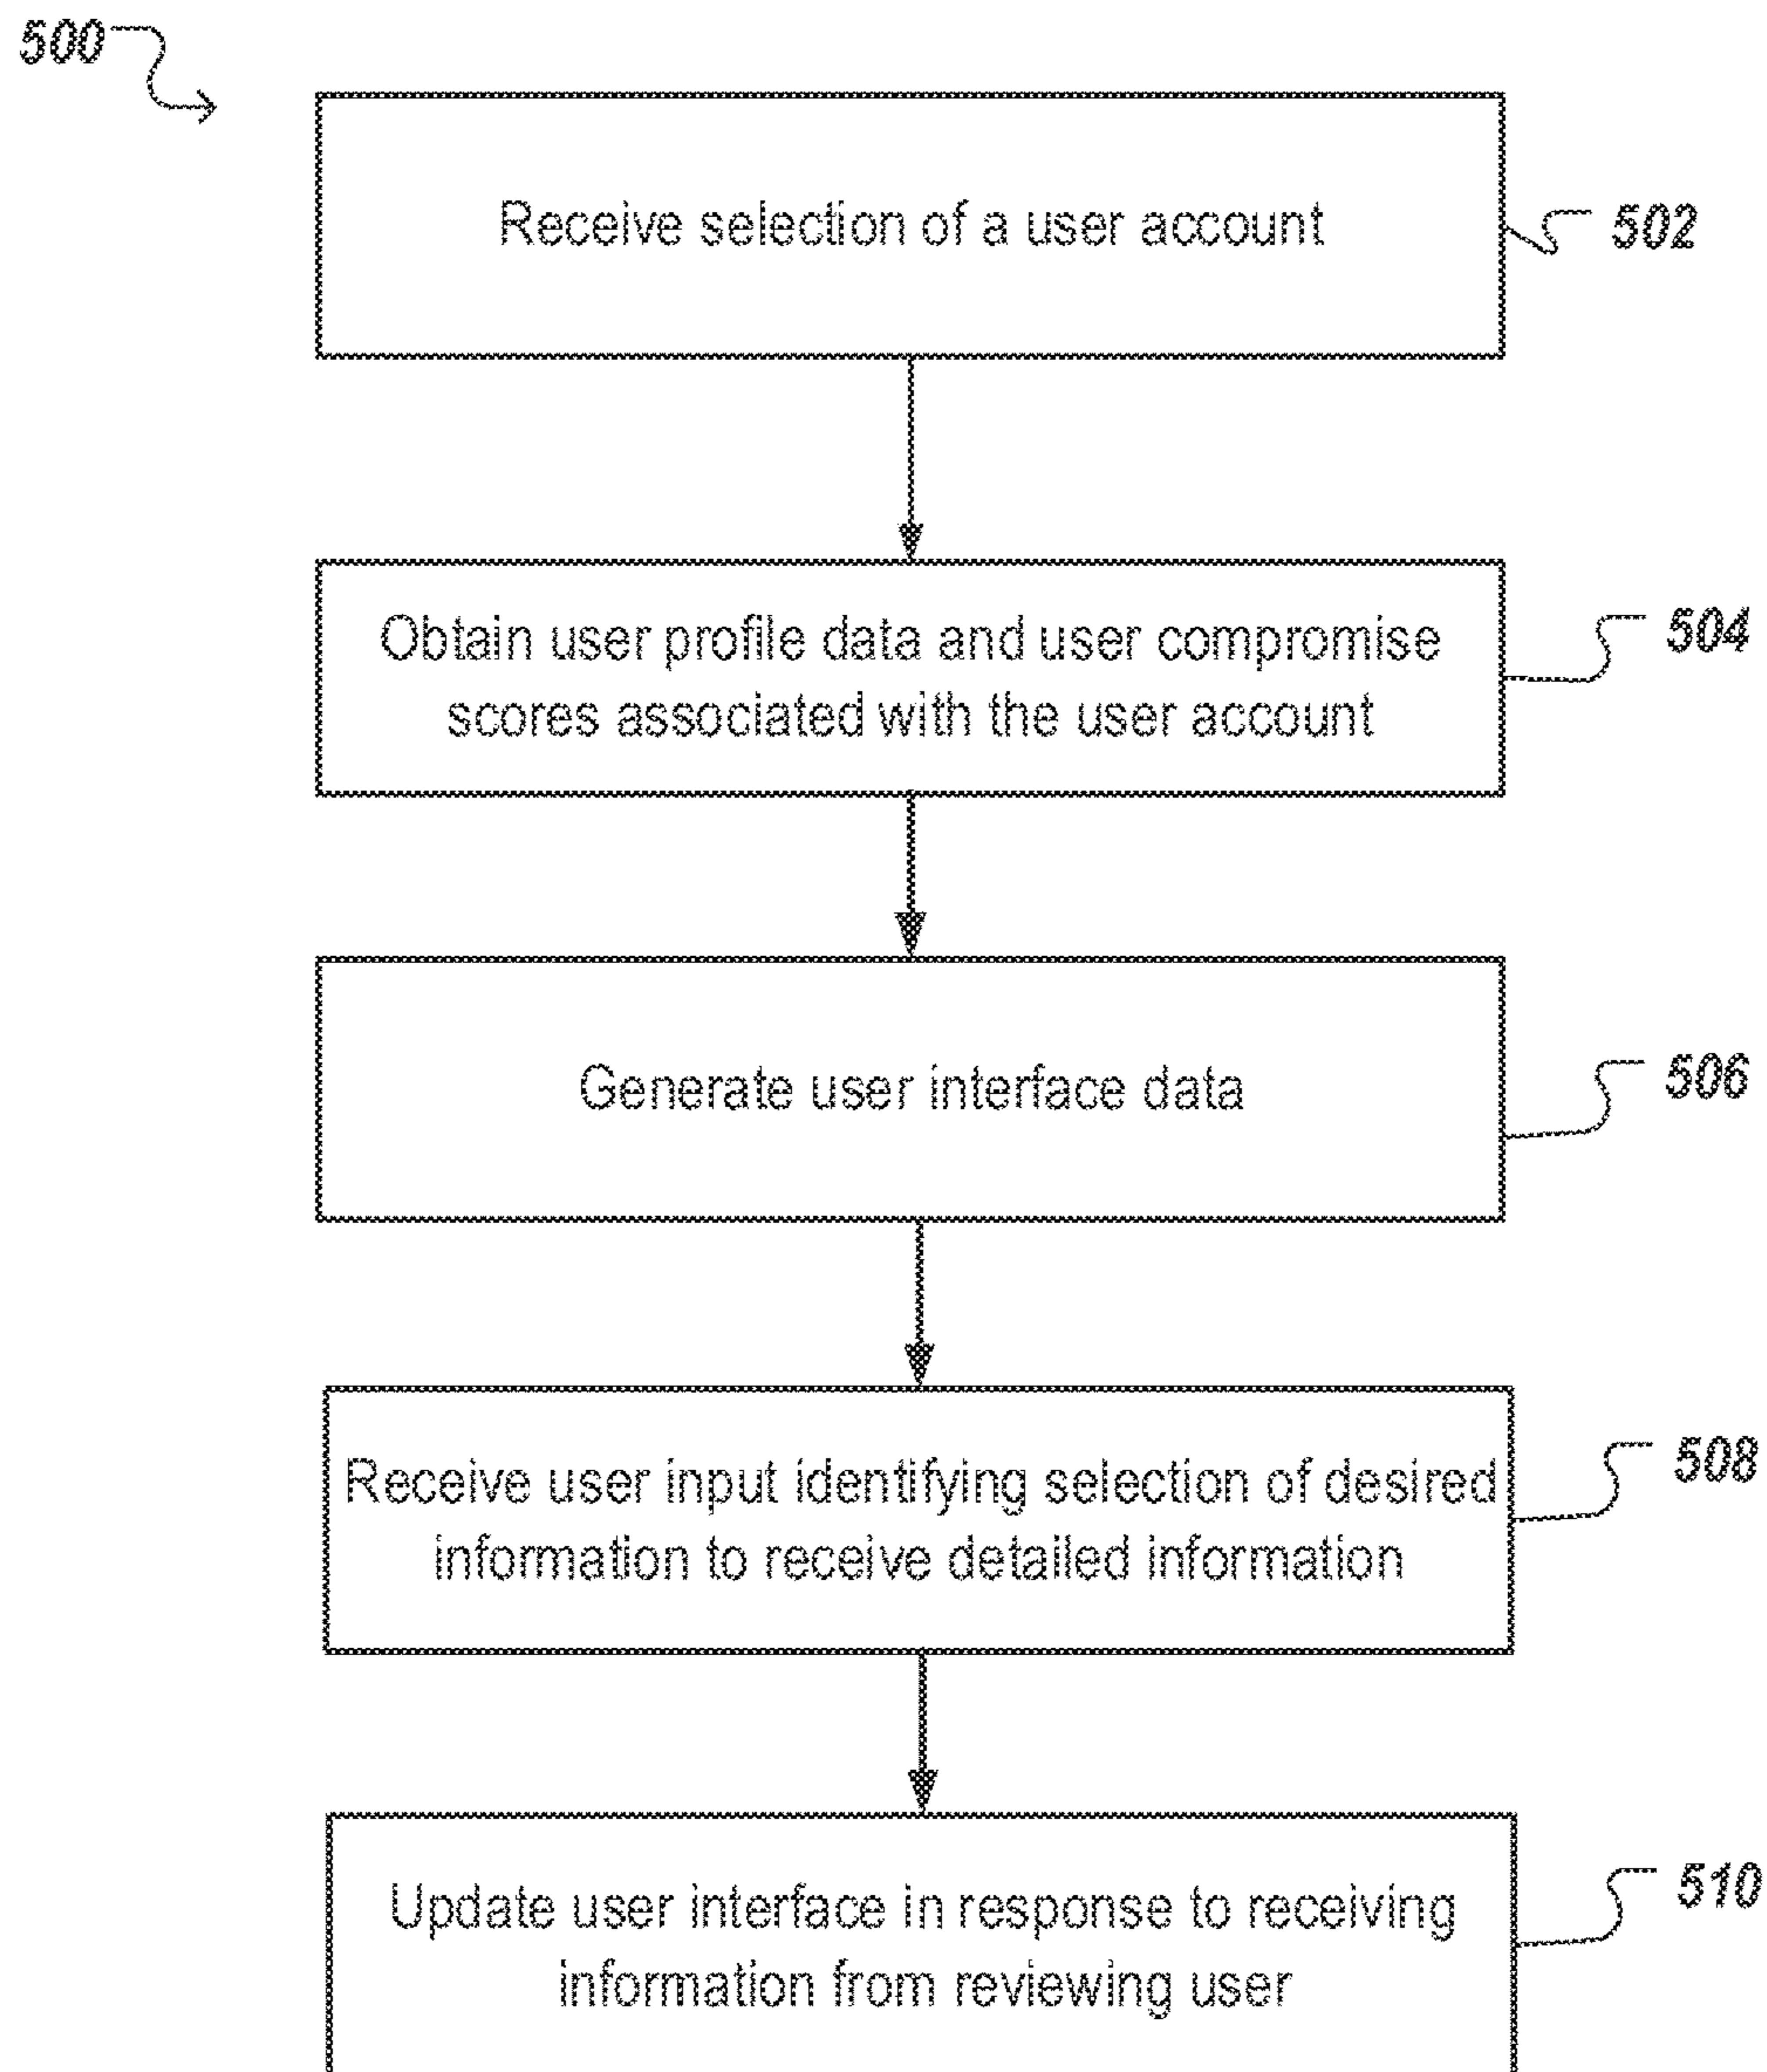 500
Receive selection of a user account
502
Obtain user profile data and user compromise
scores associated with the user account
504
Generate user interface data
506
Receive user input identifying selection of desired
information to receive detailed information
508
Update user interface in response to receiving
information from reviewing user
510